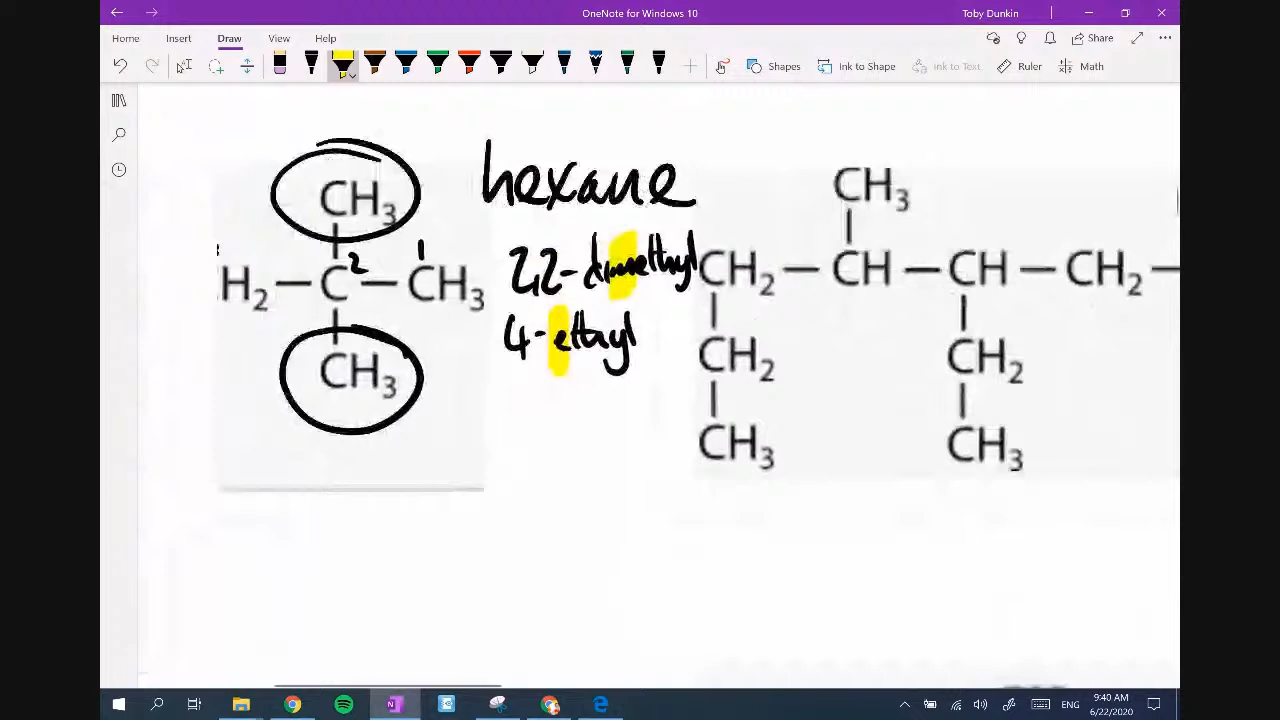 OneNote for Windows 10
Toby Dunkin
Home Insert Draw View Help
Share
Shapes Ink to Shape Ink to Text Ruler Math
CH3
H2 — C 2 — CH3 1
CH3
hexane
22-dimethyl
4-ethyl
CH3
CH2 — CH — CH — CH2 —
CH2 CH2
CH3 CH3
ENG
9:40 AM
6/22/2020